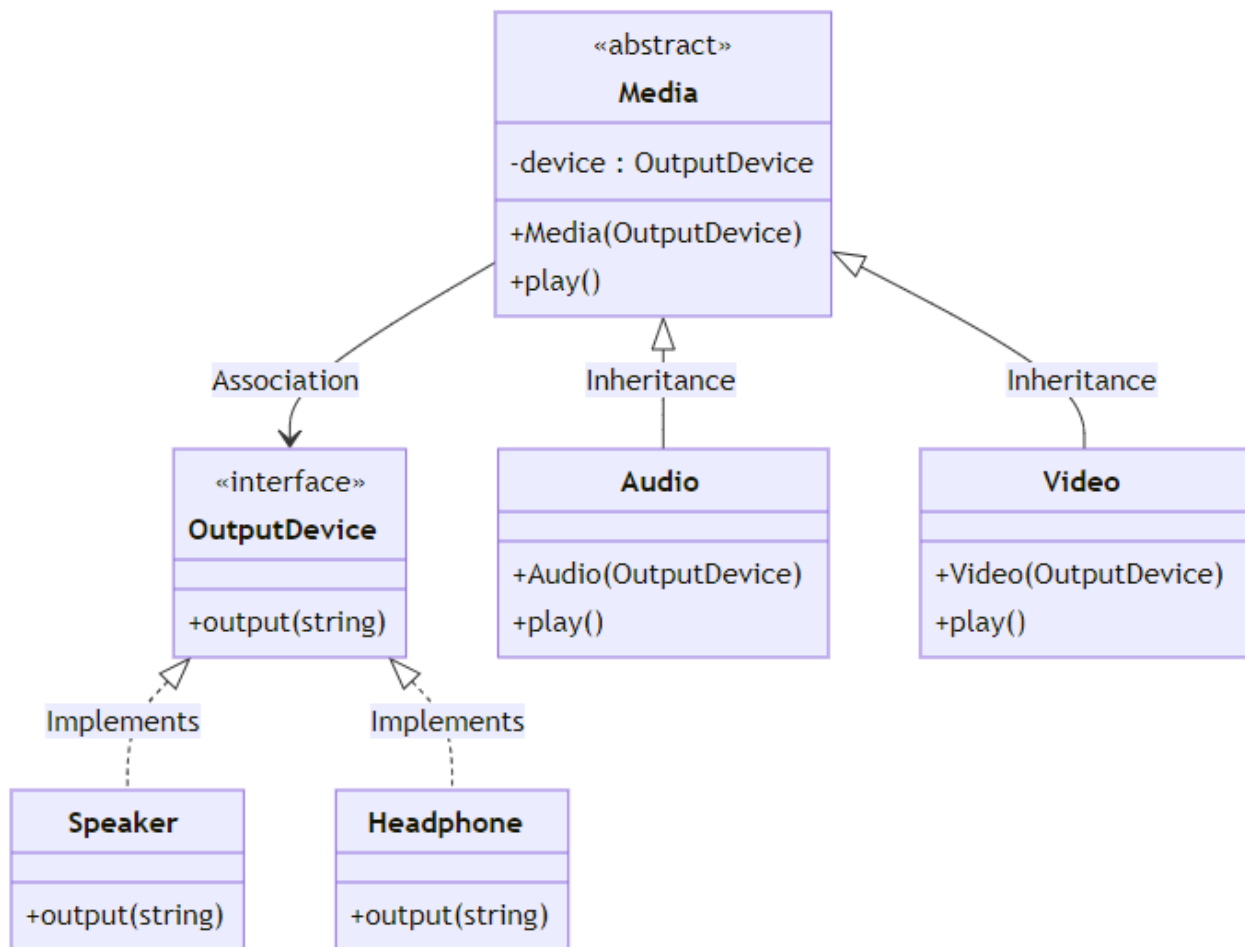 «abstract»
Media
-device : OutputDevice
+Media(OutputDevice)
+play()
Association
Inheritance
Inheritance
«interface»
OutputDevice
+output(string)
Audio
+Audio(OutputDevice)
+play()
Video
+Video(OutputDevice)
+play()
Implements
Implements
Speaker
+output(string)
Headphone
+output(string)